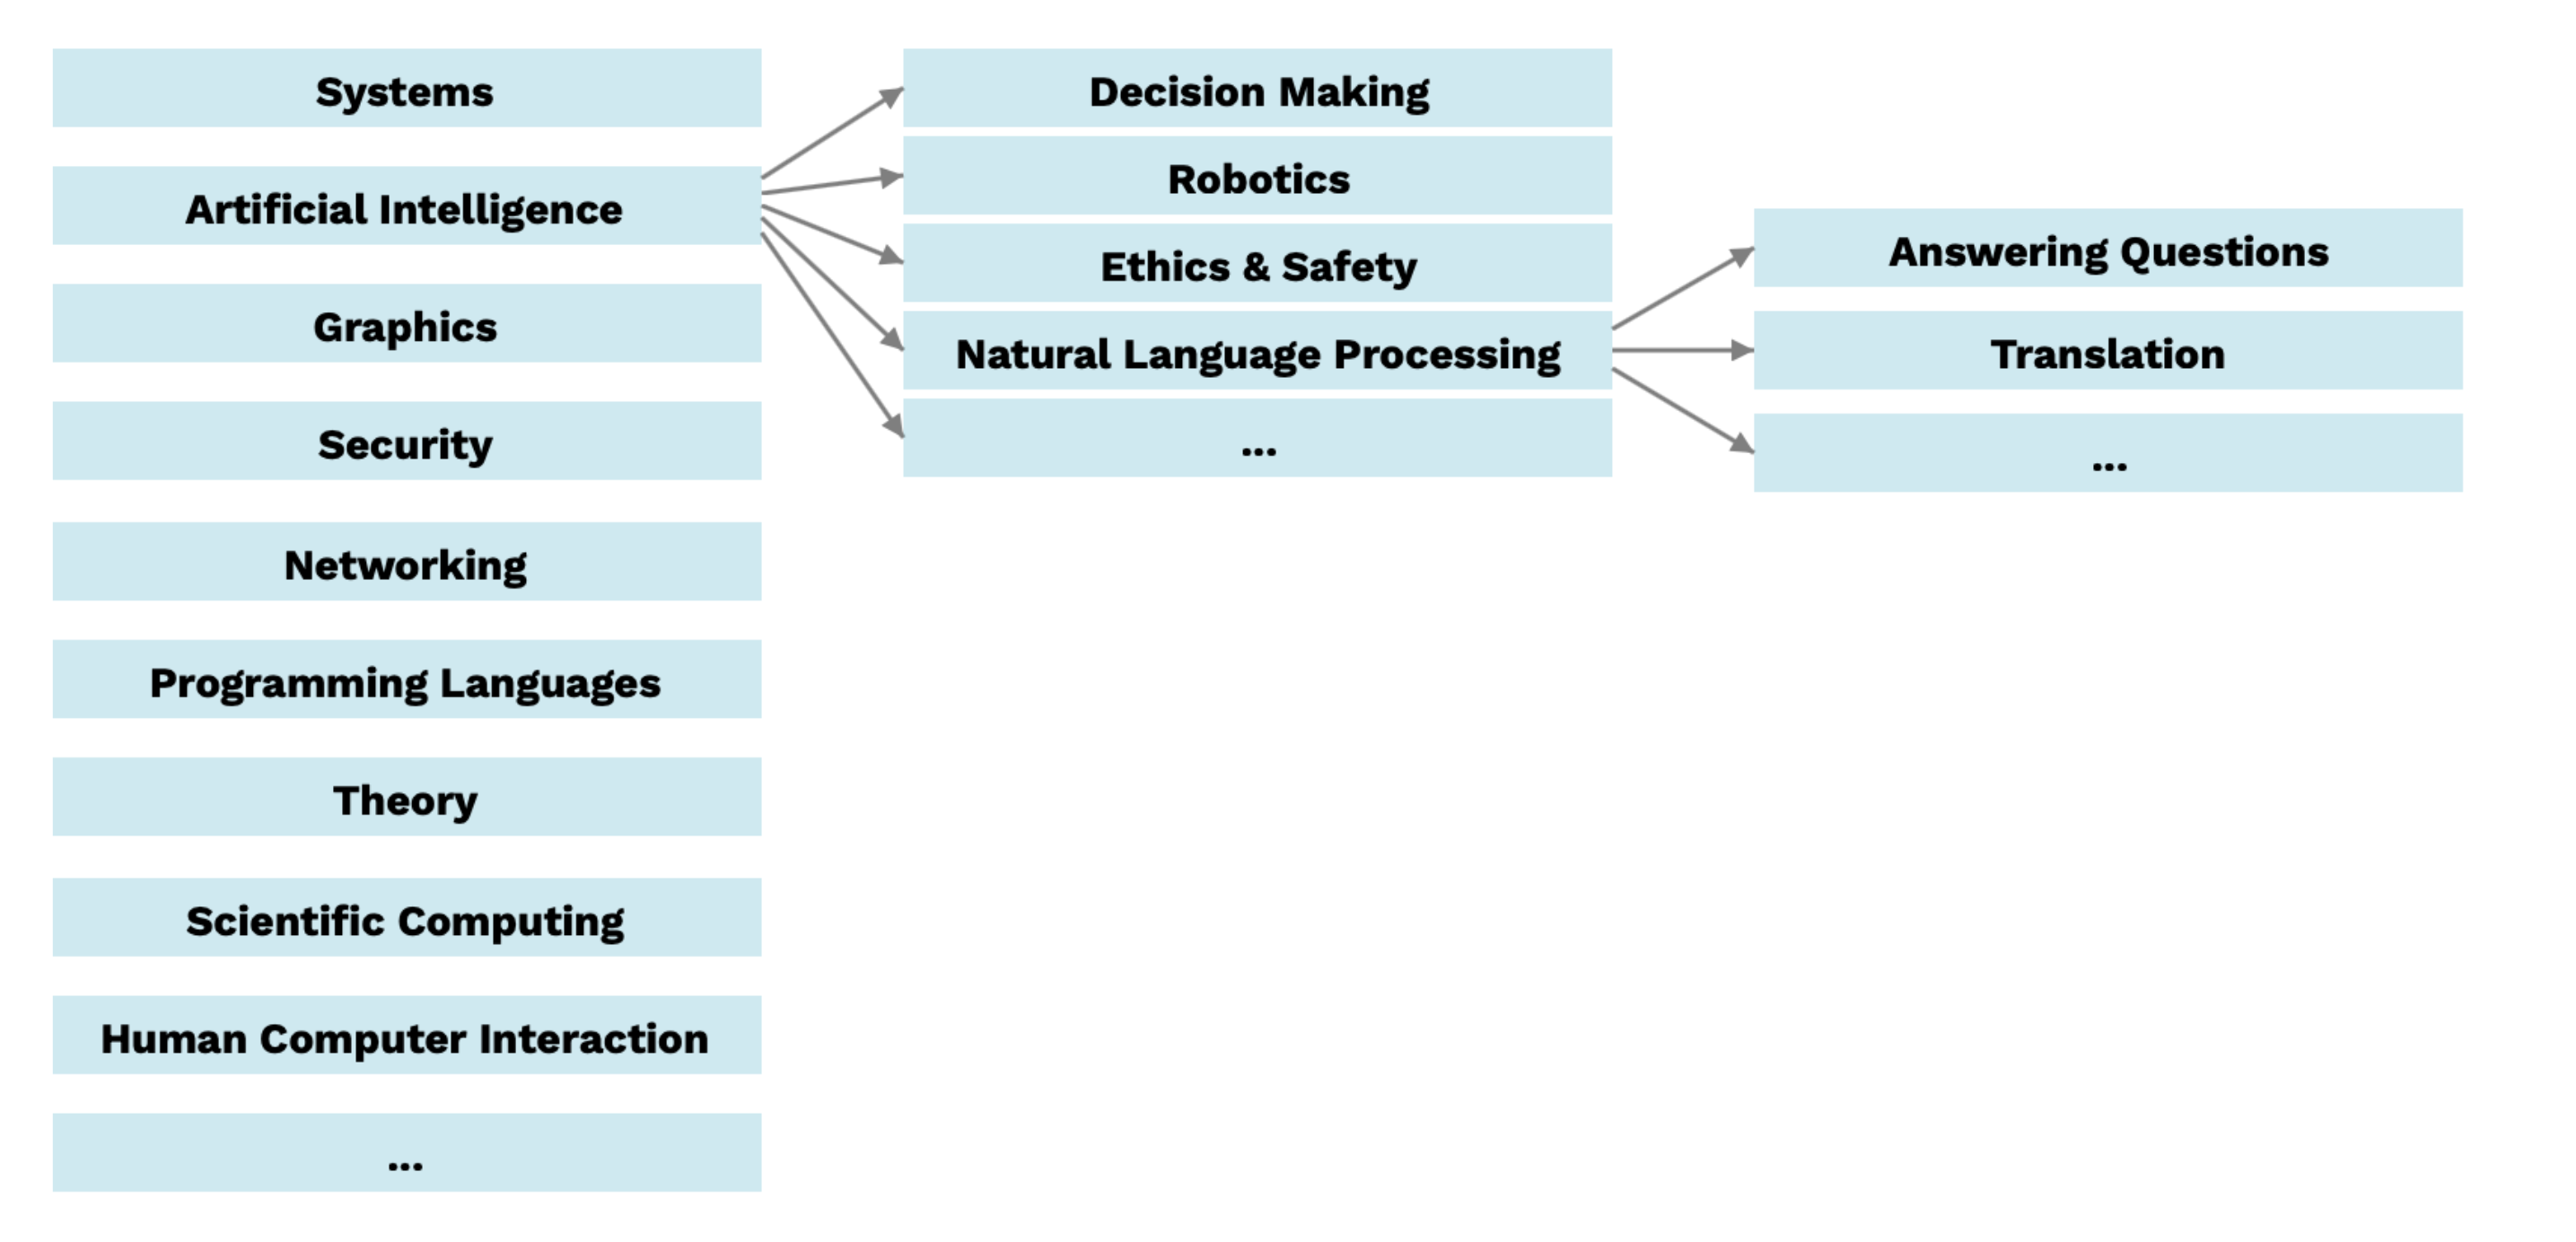 Systems
Artificial Intelligence
Graphics
Security
Networking
Programming Languages
Theory
Scientific Computing
Human Computer Interaction
...
Decision Making
Robotics
Ethics & Safety
Natural Language Processing
...
Answering Questions
Translation
...